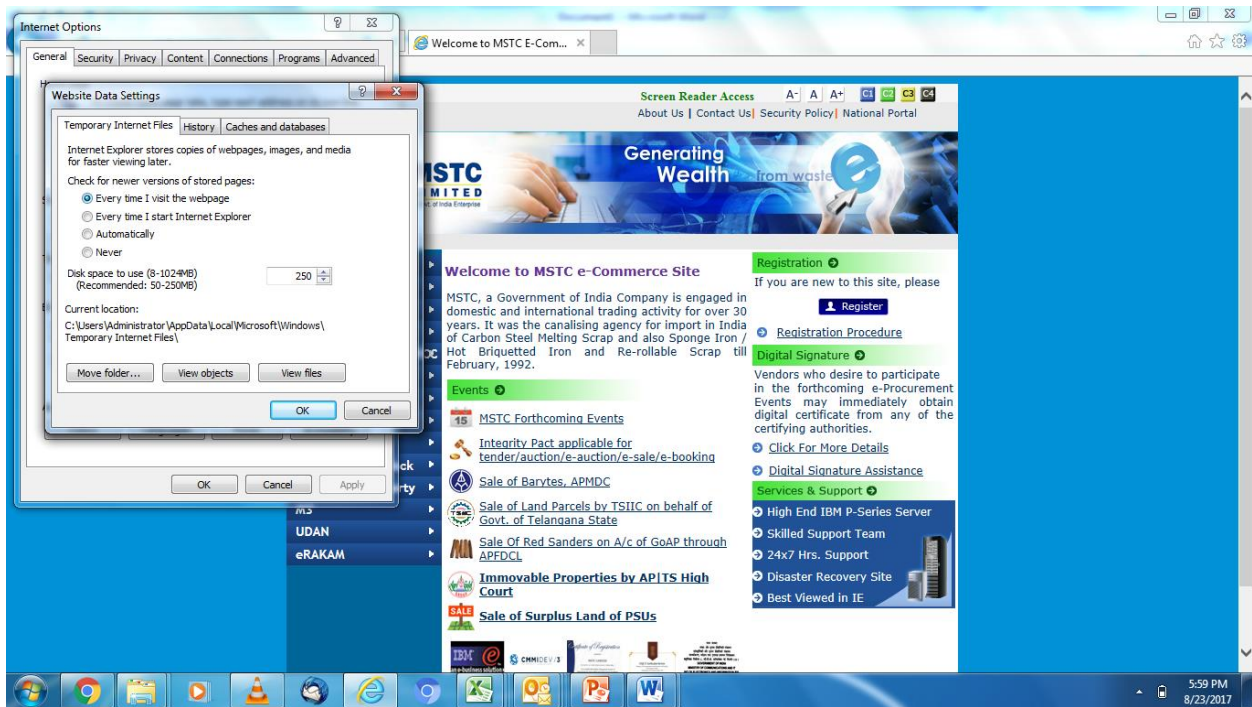 Internet Options
Welcome to MSTC E-Com...
General Security Privacy Content Connections Programs Advanced
Website Data Settings
Temporary Internet Files History Caches and databases
Internet Explorer stores copies of webpages, images, and media
for faster viewing later.
Check for newer versions of stored pages:
Every time I visit the webpage
Every time I start Internet Explorer
Automatically
Never
Disk space to use (8-1024MB)
(Recommended: 50-250MB)
250
Current location:
C:\Users\Administrator\AppData\Local\Microsoft\Windows\
Temporary Internet Files\
Move folder... View objects View files
OK Cancel
OK Cancel Apply
Screen Reader Access A- A A+ C1 C2 C3 C4
About Us | Contact Us| Security Policy| National Portal
MSTC
LIMITED
Generating
Wealth from waste
ck
rty
MS
UDAN
eRAKAM
Welcome to MSTC e-Commerce Site
MSTC, a Government of India Company is engaged in
domestic and international trading activity for over 30
years. It was the canalising agency for import in India
of Carbon Steel Melting Scrap and also Sponge Iron /
Hot Briquetted Iron and Re-rollable Scrap till
February, 1992.
Events
15 MSTC Forthcoming Events
Integrity Pact applicable for
tender/auction/e-auction/e-sale/e-booking
Sale of Barytes, APMDC
Sale of Land Parcels by TSIIC on behalf of
Govt. of Telangana State
Sale Of Red Sanders on A/c of GoAP through
APFDCL
Immovable Properties by AP|TS High
Court
SALE Sale of Surplus Land of PSUs
IBM e CMMIDEV/3
Registration
If you are new to this site, please
Register
Registration Procedure
Digital Signature
Vendors who desire to participate
in the forthcoming e-Procurement
Events may immediately obtain
digital certificate from any of the
certifying authorities.
Click For More Details
Digital Signature Assistance
Services & Support
High End IBM P-Series Server
Skilled Support Team
24x7 Hrs. Support
Disaster Recovery Site
Best Viewed in IE
5:59 PM
8/23/2017